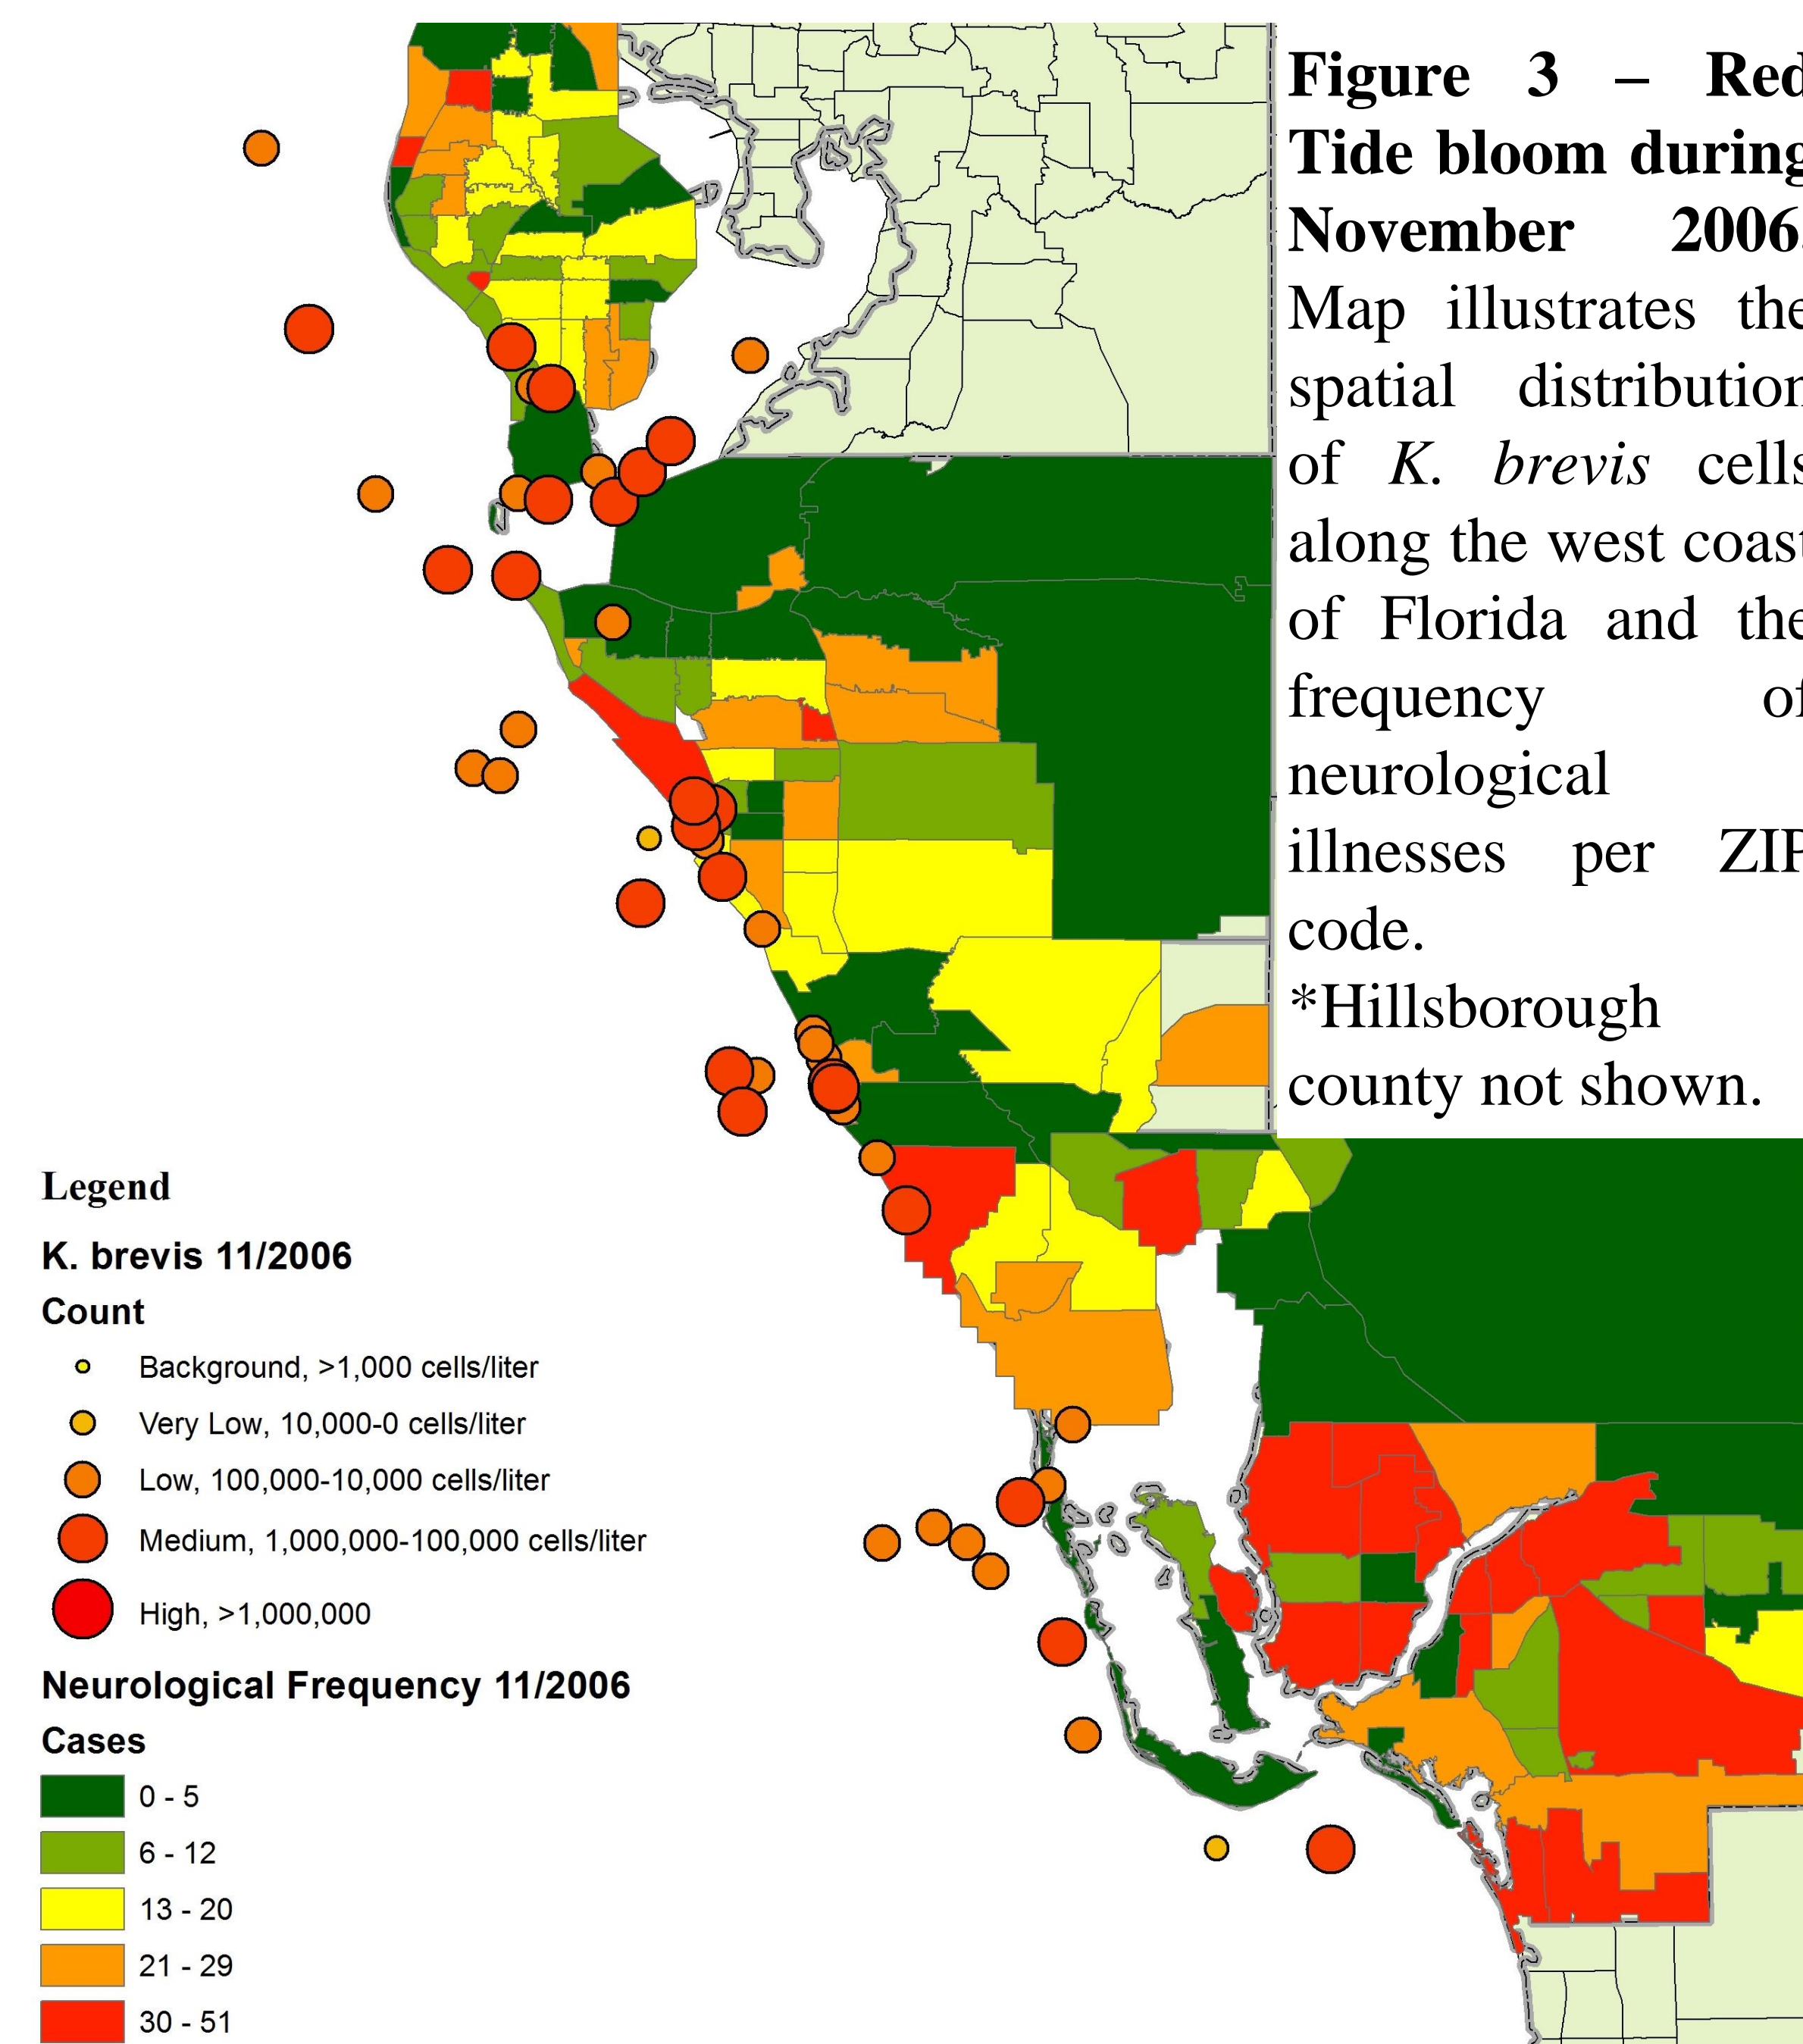 Figure 3 – Red
Tide bloom during
November 2006.
Map illustrates the
spatial distribution
of K. brevis cells
along the west coast
of Florida and the
frequency of
neurological
illnesses per ZIP
code.
*Hillsborough
county not shown.
Legend
K. brevis 11/2006
Count
Background, >1,000 cells/liter
Very Low, 10,000-0 cells/liter
Low, 100,000-10,000 cells/liter
Medium, 1,000,000-100,000 cells/liter
High, >1,000,000
Neurological Frequency 11/2006
Cases
0 - 5
6 - 12
13 - 20
21 - 29
30 - 51